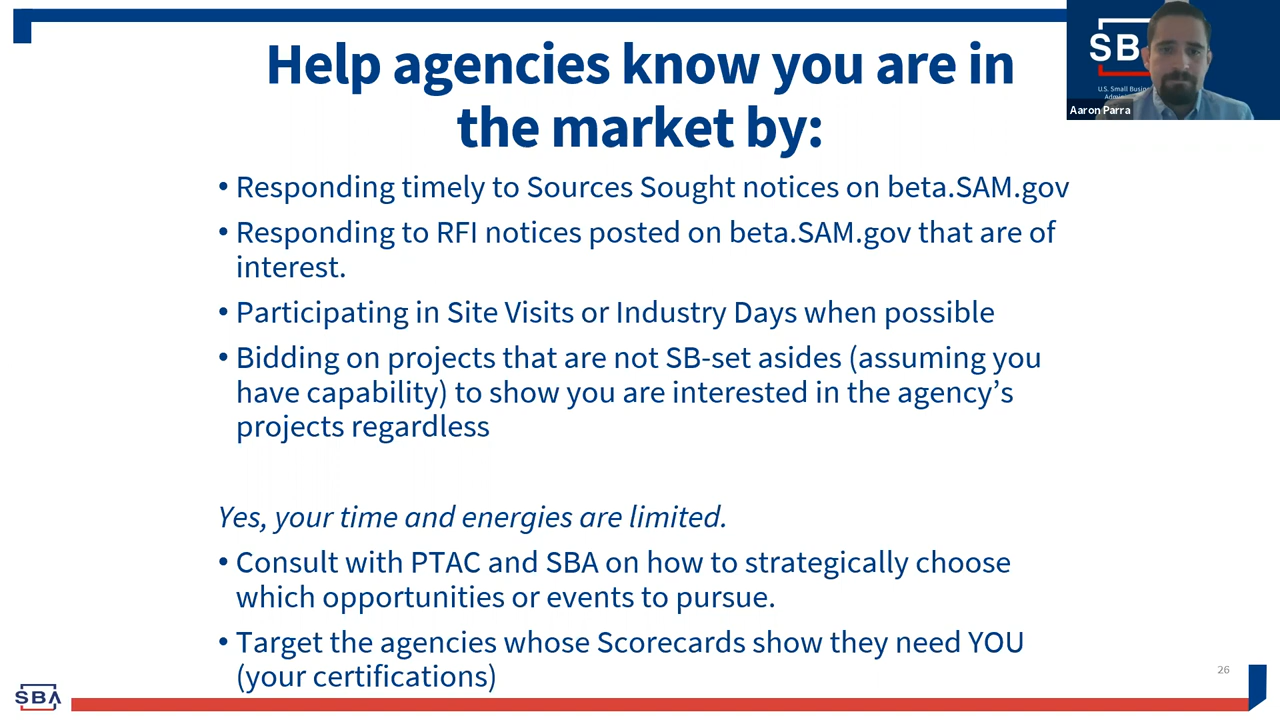 Help agencies know you are in
the market by:
• Responding timely to Sources Sought notices on beta.SAM.gov
• Responding to RFI notices posted on beta.SAM.gov that are of
interest.
• Participating in Site Visits or Industry Days when possible
• Bidding on projects that are not SB-set asides (assuming you
have capability) to show you are interested in the agency’s
projects regardless
Yes, your time and energies are limited.
• Consult with PTAC and SBA on how to strategically choose
which opportunities or events to pursue.
• Target the agencies whose Scorecards show they need YOU
(your certifications)
SB
U.S. Small
Aaron Parra
26
SBA